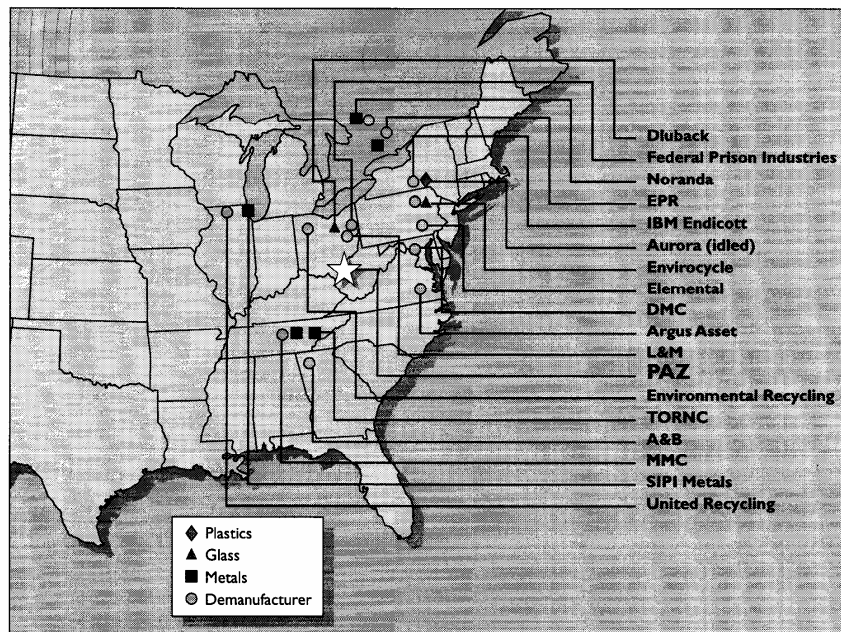 Dluback
Federal Prison Industries
Noranda
EPR
IBM Endicott
Aurora (idled)
Envirocycle
Elemental
DMC
Argus Asset
L&M
PAZ
Environmental Recycling
TORNC
A&B
MMC
SIPI Metals
United Recycling
Plastics
Glass
Metals
Demanufacturer